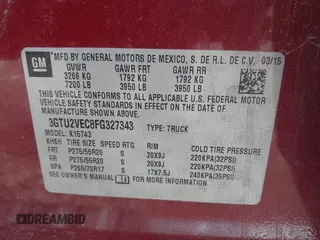 GM
MFD BY GENERAL MOTORS DE MEXICO, S. DE R.L. DE C.V. 03/15
GVWR GAWR FRT GAWR RR
3266 KG 1792 KG 1792 KG
7200 LB 3950 LB 3950 LB
THIS VEHICLE CONFORMS TO ALL APPLICABLE U.S. FEDERAL MOTOR
VEHICLE SAFETY STANDARDS IN EFFECT ON THE DATE OF
MANUFACTURE SHOWN ABOVE.
3GTU2VEC8FG327343 TYPE: TRUCK
MODEL: K15743
TIRE SIZE SPEED RTG RIM COLD TIRE PRESSURE
FRT P275/55R20 S 20X9J 220KPA(32PSI)
RR P275/55R20 S 20X9J 220KPA(32PSI)
SPA P265/70R17 S 17X7.5J 240KPA(35PSI)
SEE OWNER'S MANUAL FOR MORE INFORMATION.
DREAMBID